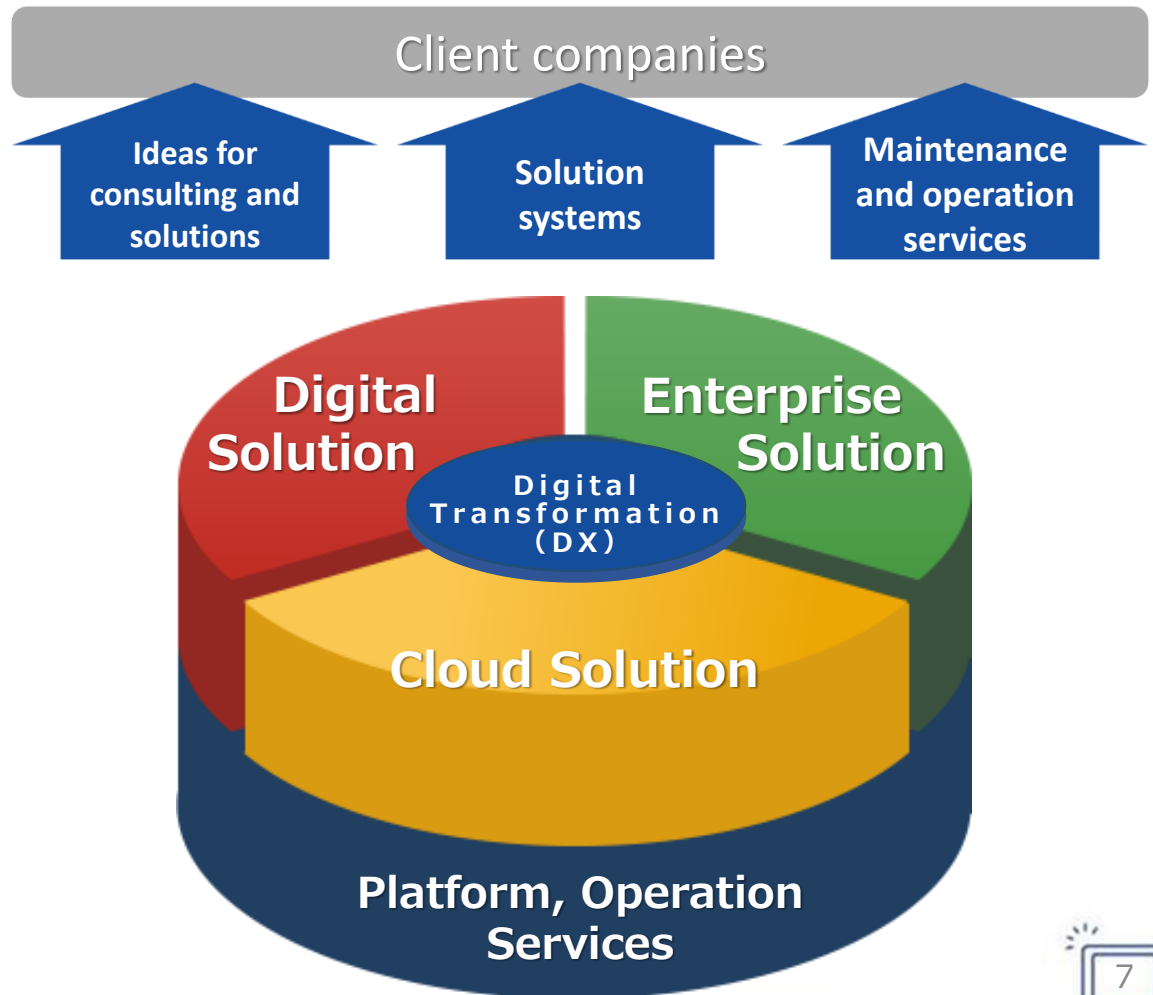 Client companies
Ideas for
consulting and
solutions
Solution
systems
Maintenance
and operation
services
Digital
Solution
Enterprise
Solution
Digital
Transformation
（DX）
Cloud Solution
Platform, Operation
Services
7